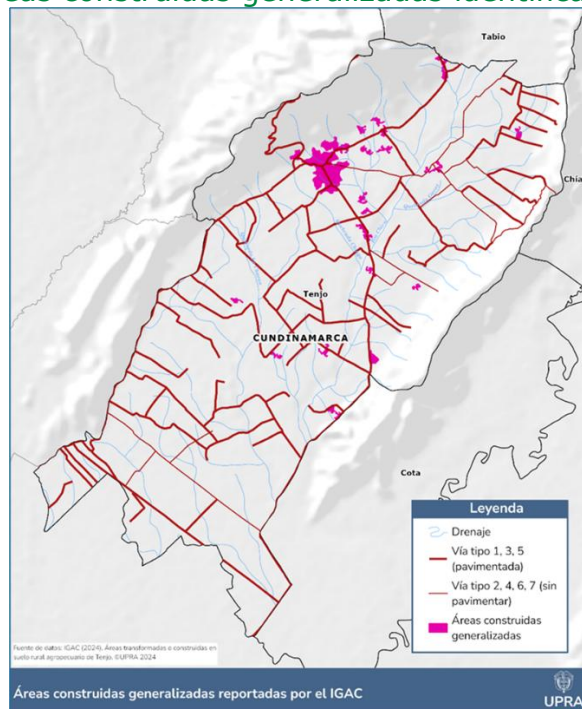 construidas generalizadas
Tabio
Tenjo
CUNDINAMARCA
Cota
Leyenda
Drenaje
Vía tipo 1, 3, 5
(pavimentada)
Vía tipo 2, 4, 6, 7 (sin
pavimentar)
Áreas construidas
generalizadas
Fuente de datos: IGAC (2024). Áreas transformadas o construidas en
suelo rural agropecuario de Tenjo. ©UPRA 2024
Áreas construidas generalizadas reportadas por el IGAC
UPRA